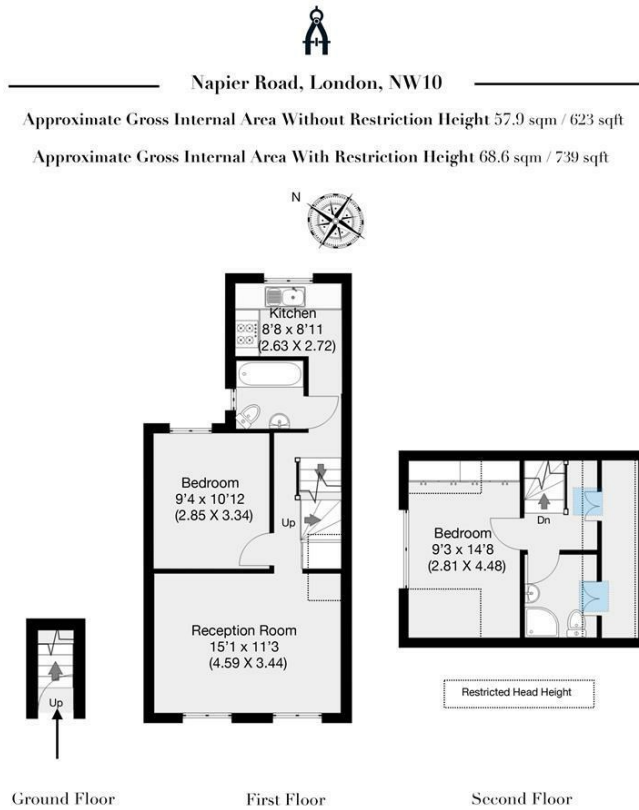 Napier Road, London, NW10
Approximate Gross Internal Area Without Restriction Height 57.9 sqm / 623 sqft
Approximate Gross Internal Area With Restriction Height 68.6 sqm / 739 sqft
N
Kitchen
8'8 x 8'11
(2.63 X 2.72)
Bedroom
9'4 x 10'12
(2.85 X 3.34)
Up
Reception Room
15'1 x 11'3
(4.59 X 3.44)
Up
Dn
Bedroom
9'3 x 14'8
(2.81 X 4.48)
Restricted Head Height
Ground Floor
First Floor
Second Floor